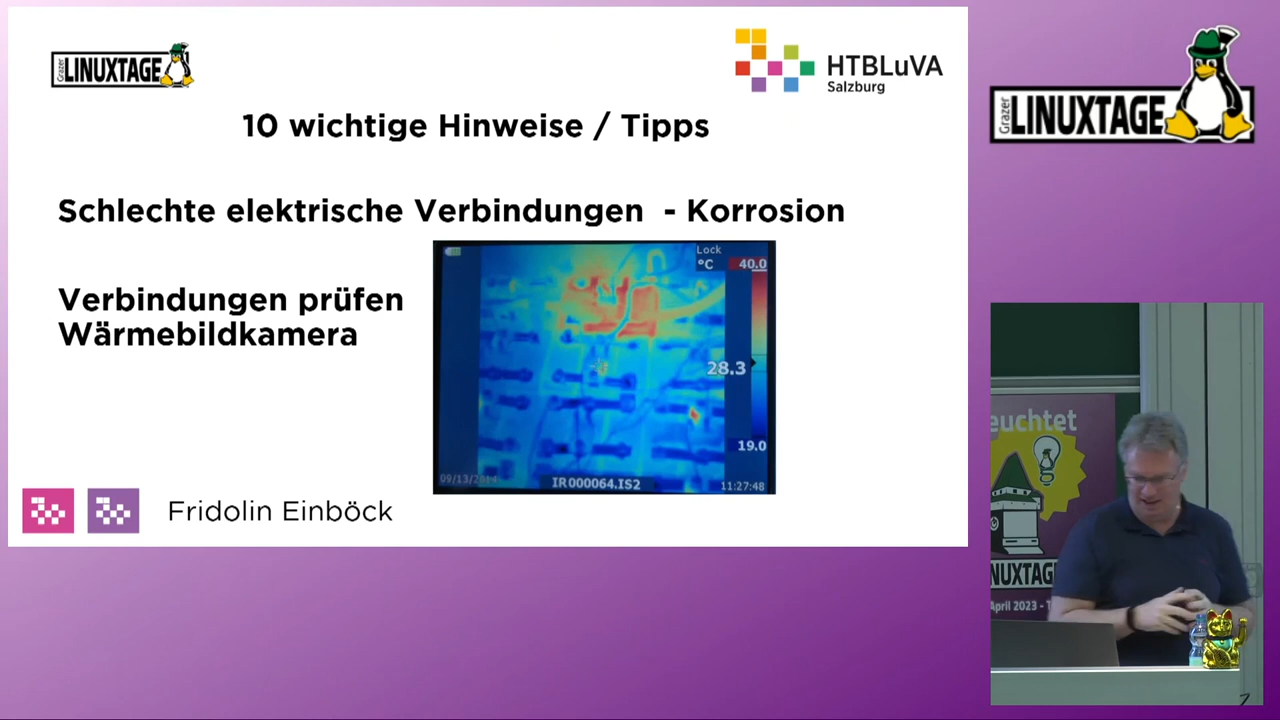 Grazer
LINUXTAGE
HTBLuVA
Salzburg
10 wichtige Hinweise / Tipps
Schlechte elektrische Verbindungen - Korrosion
Verbindungen prüfen
Wärmebildkamera
Lock
°C 40.0
28.3
19.0
IR000064.IS2
11:27:48
Fridolin Einböck
Grazer
LINUXTAGE
euchtet
NUXTAG
April 2023 -